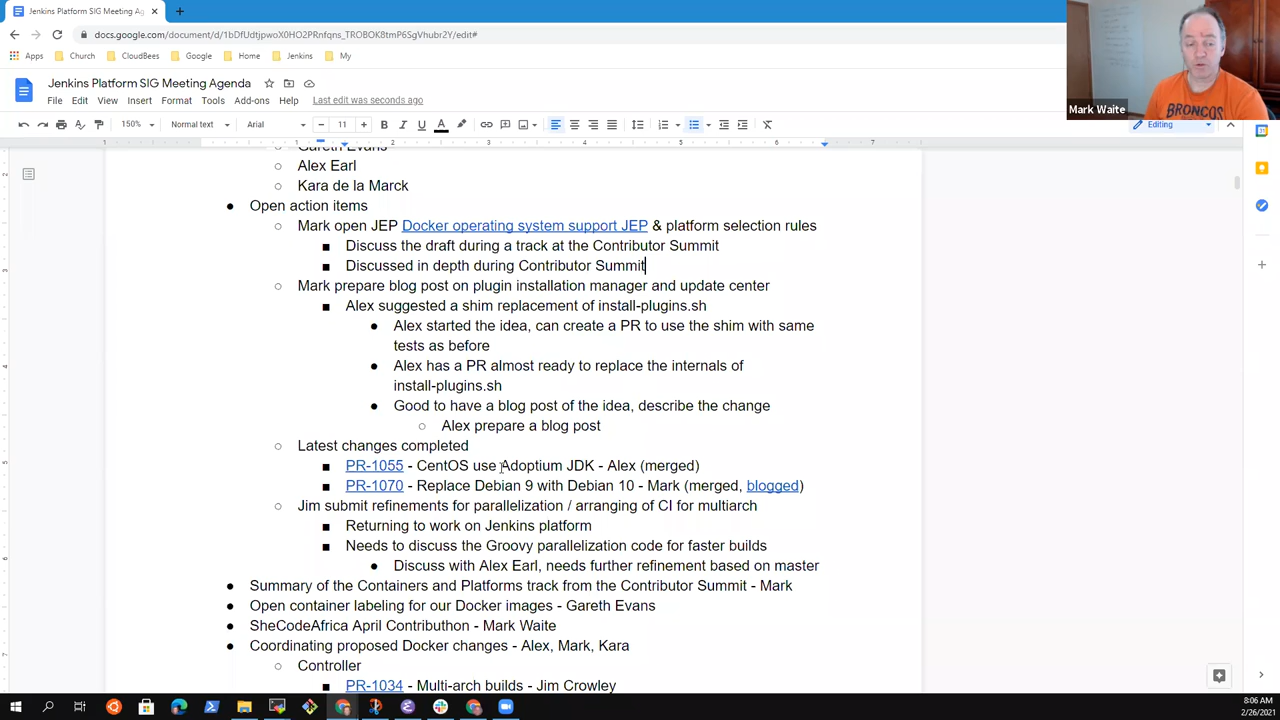 Jenkins Platform SIG Meeting Ag
docs.google.com/document/d/1bDfUdtjpwoX0HO2PRnfqns_TROBOK8tmP6SgVhubr2Y/edit#
Apps Church CloudBees Google Home Jenkins My
Jenkins Platform SIG Meeting Agenda
File Edit View Insert Format Tools Add-ons Help Last edit was seconds ago
150% Normal text Arial 11 Editing
Mark Waite
BRONCOS
1 1 2 3 4 5 6 7
Gareth Evans
Alex Earl
Kara de la Marck
Open action items
Mark open JEP Docker operating system support JEP & platform selection rules
Discuss the draft during a track at the Contributor Summit
Discussed in depth during Contributor Summit
Mark prepare blog post on plugin installation manager and update center
Alex suggested a shim replacement of install-plugins.sh
Alex started the idea, can create a PR to use the shim with same
tests as before
Alex has a PR almost ready to replace the internals of
install-plugins.sh
Good to have a blog post of the idea, describe the change
Alex prepare a blog post
Latest changes completed
PR-1055 - CentOS use Adoptium JDK - Alex (merged)
PR-1070 - Replace Debian 9 with Debian 10 - Mark (merged, blogged)
Jim submit refinements for parallelization / arranging of CI for multiarch
Returning to work on Jenkins platform
Needs to discuss the Groovy parallelization code for faster builds
Discuss with Alex Earl, needs further refinement based on master
Summary of the Containers and Platforms track from the Contributor Summit - Mark
Open container labeling for our Docker images - Gareth Evans
SheCodeAfrica April Contributhon - Mark Waite
Coordinating proposed Docker changes - Alex, Mark, Kara
Controller
PR-1034 - Multi-arch builds - Jim Crowley
8:06 AM
2/26/2021